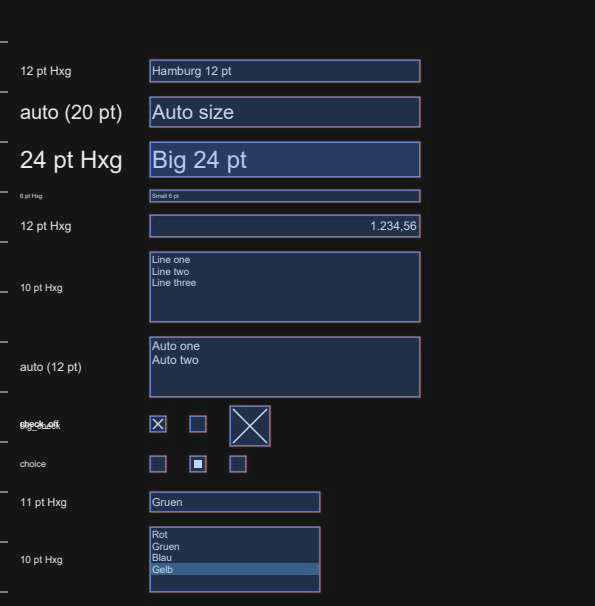 12 pt Hxg Hamburg 12 pt
auto (20 pt) Auto size
24 pt Hxg Big 24 pt
6 pt Hxg Small 6 pt
12 pt Hxg 1.234,56
Line one
Line two
10 pt Hxg Line three
Auto one
auto (12 pt) Auto two
choice
11 pt Hxg Gruen
Rot
Gruen
10 pt Hxg Blau
Gelb